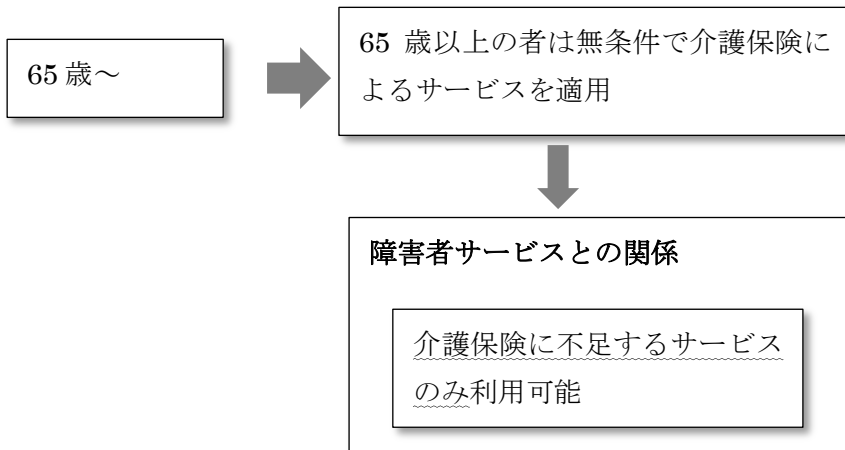 65歳～
65 歳以上の者は無条件で介護保険に
よるサービスを適用
障害者サービスとの関係
介護保険に不足するサービス
のみ利用可能